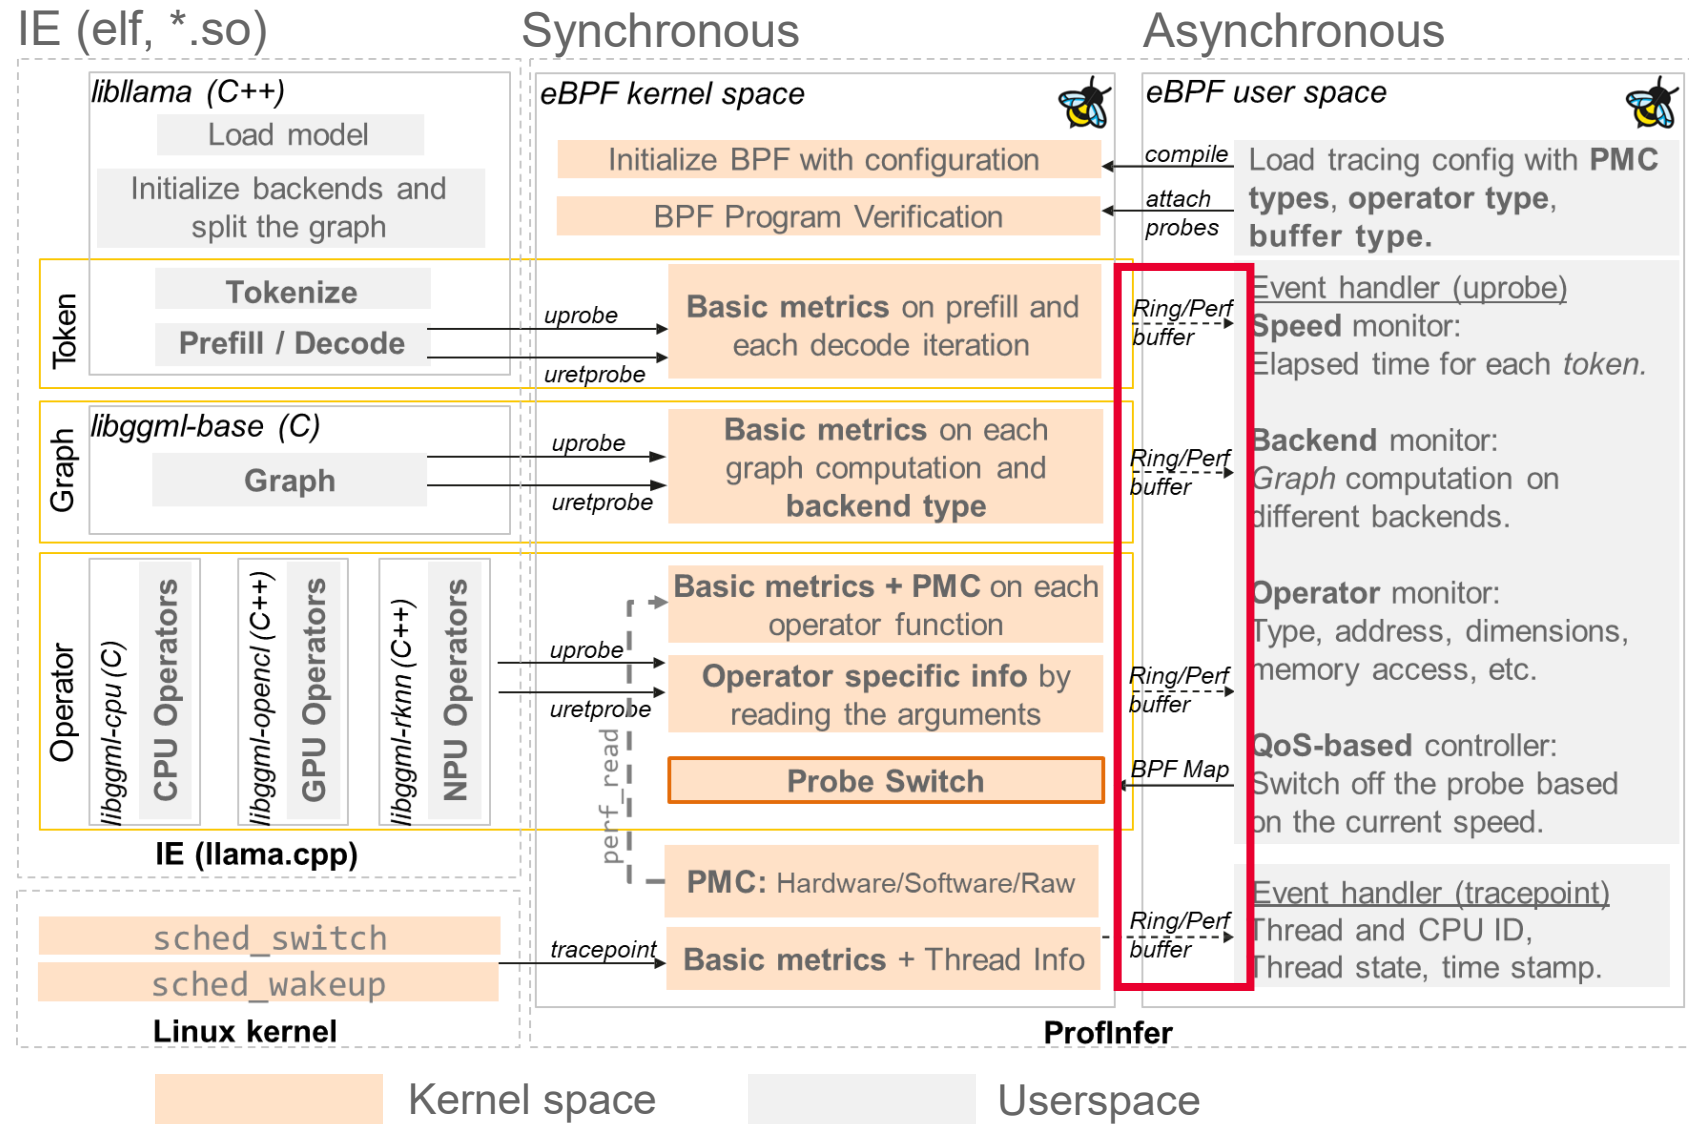 IE (elf, *.so)
Synchronous
Asynchronous
libllama (C++)
Load model
Initialize backends and
split the graph
Token
Tokenize
Prefill / Decode
Graph
libggml-base (C)
Graph
Operator
libggml-cpu (C)
CPU Operators
libggml-opencl (C++)
GPU Operators
libggml-rknn (C++)
NPU Operators
IE (llama.cpp)
sched_switch
sched_wakeup
Linux kernel
uprobe
uretprobe
uprobe
uretprobe
uprobe
uretprobe
perf_read
tracepoint
eBPF kernel space
Initialize BPF with configuration
BPF Program Verification
Basic metrics on prefill and
each decode iteration
Basic metrics on each
graph computation and
backend type
Basic metrics + PMC on each
operator function
Operator specific info by
reading the arguments
Probe Switch
PMC: Hardware/Software/Raw
Basic metrics + Thread Info
compile
attach
probes
Ring/Perf
buffer
Ring/Perf
buffer
Ring/Perf
buffer
BPF Map
Ring/Perf
buffer
eBPF user space
Load tracing config with PMC
types, operator type,
buffer type.
Event handler (uprobe)
Speed monitor:
Elapsed time for each token.
Backend monitor:
Graph computation on
different backends.
Operator monitor:
Type, address, dimensions,
memory access, etc.
QoS-based controller:
Switch off the probe based
on the current speed.
Event handler (tracepoint)
Thread and CPU ID,
Thread state, time stamp.
ProfInfer
Kernel space
Userspace